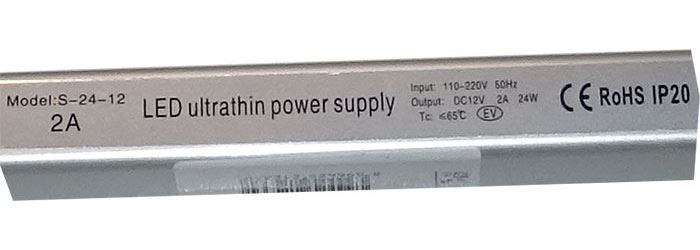 Model:S-24-12
2A
LED ultrathin power supply
Input: 110-220V 50Hz
Output: DC12V 2A 24W
Tc: ≤65℃ EV
CE RoHS IP20